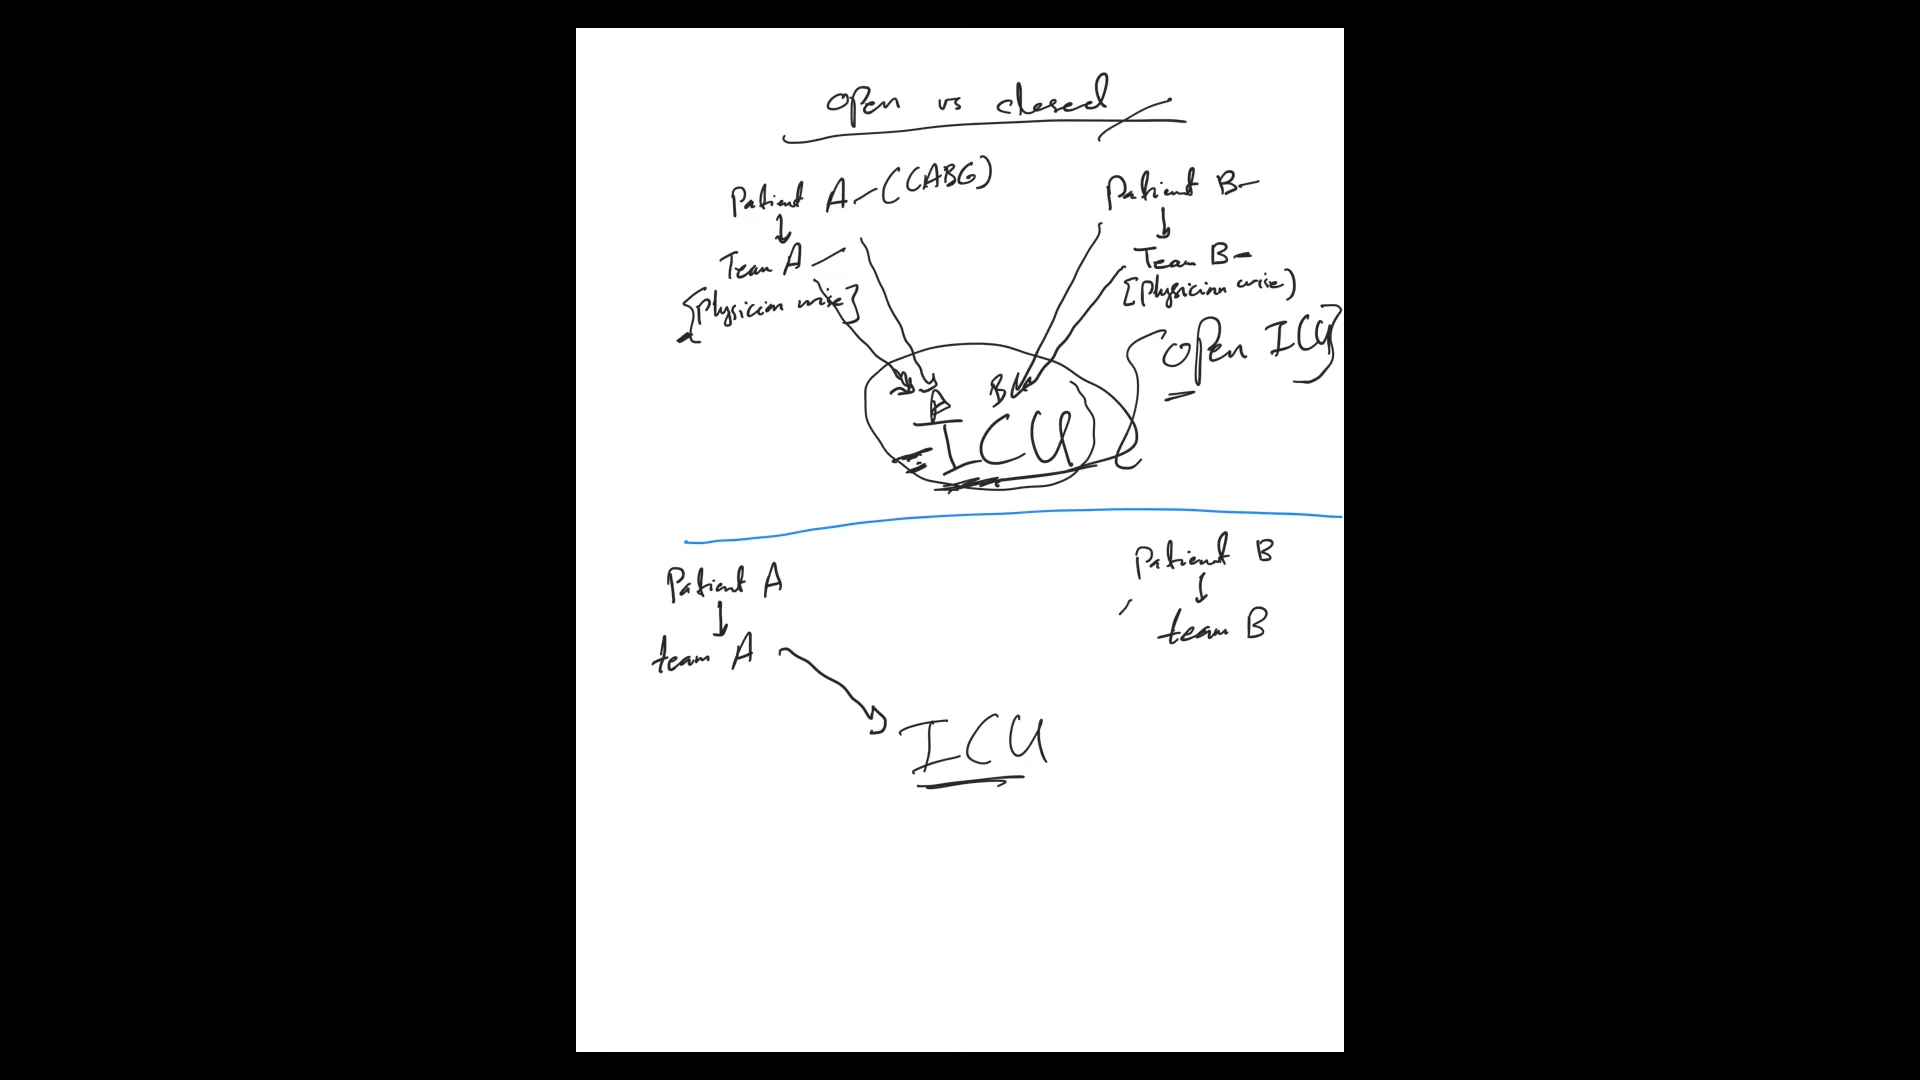 open vs closed
Patient A - (CABG)
Patient B -
Team A -
Team B -
{physician wise}
[physician wise)
open ICU}
A B
ICU
Patient A
Patient B
team A
team B
ICU